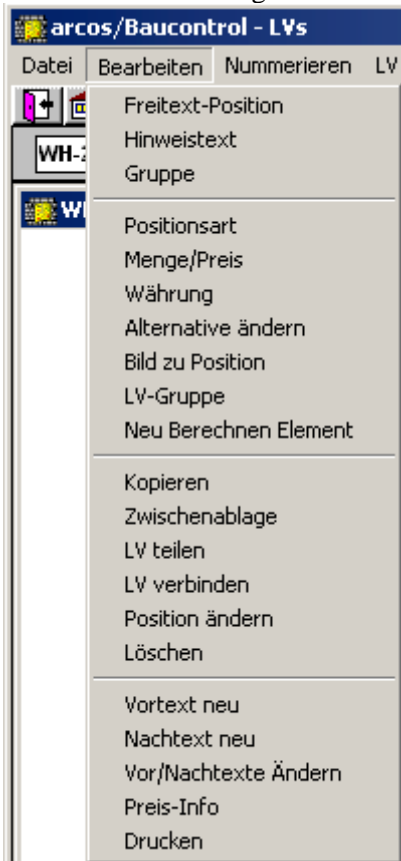 arcos/Baucontrol - LVs
Datei Bearbeiten Nummerieren LV
WH-
W
Freitext-Position
Hinweistext
Gruppe
Positionsart
Menge/Preis
Währung
Alternative ändern
Bild zu Position
LV-Gruppe
Neu Berechnen Element
Kopieren
Zwischenablage
LV teilen
LV verbinden
Position ändern
Löschen
Vortext neu
Nachtext neu
Vor/Nachtexte Ändern
Preis-Info
Drucken